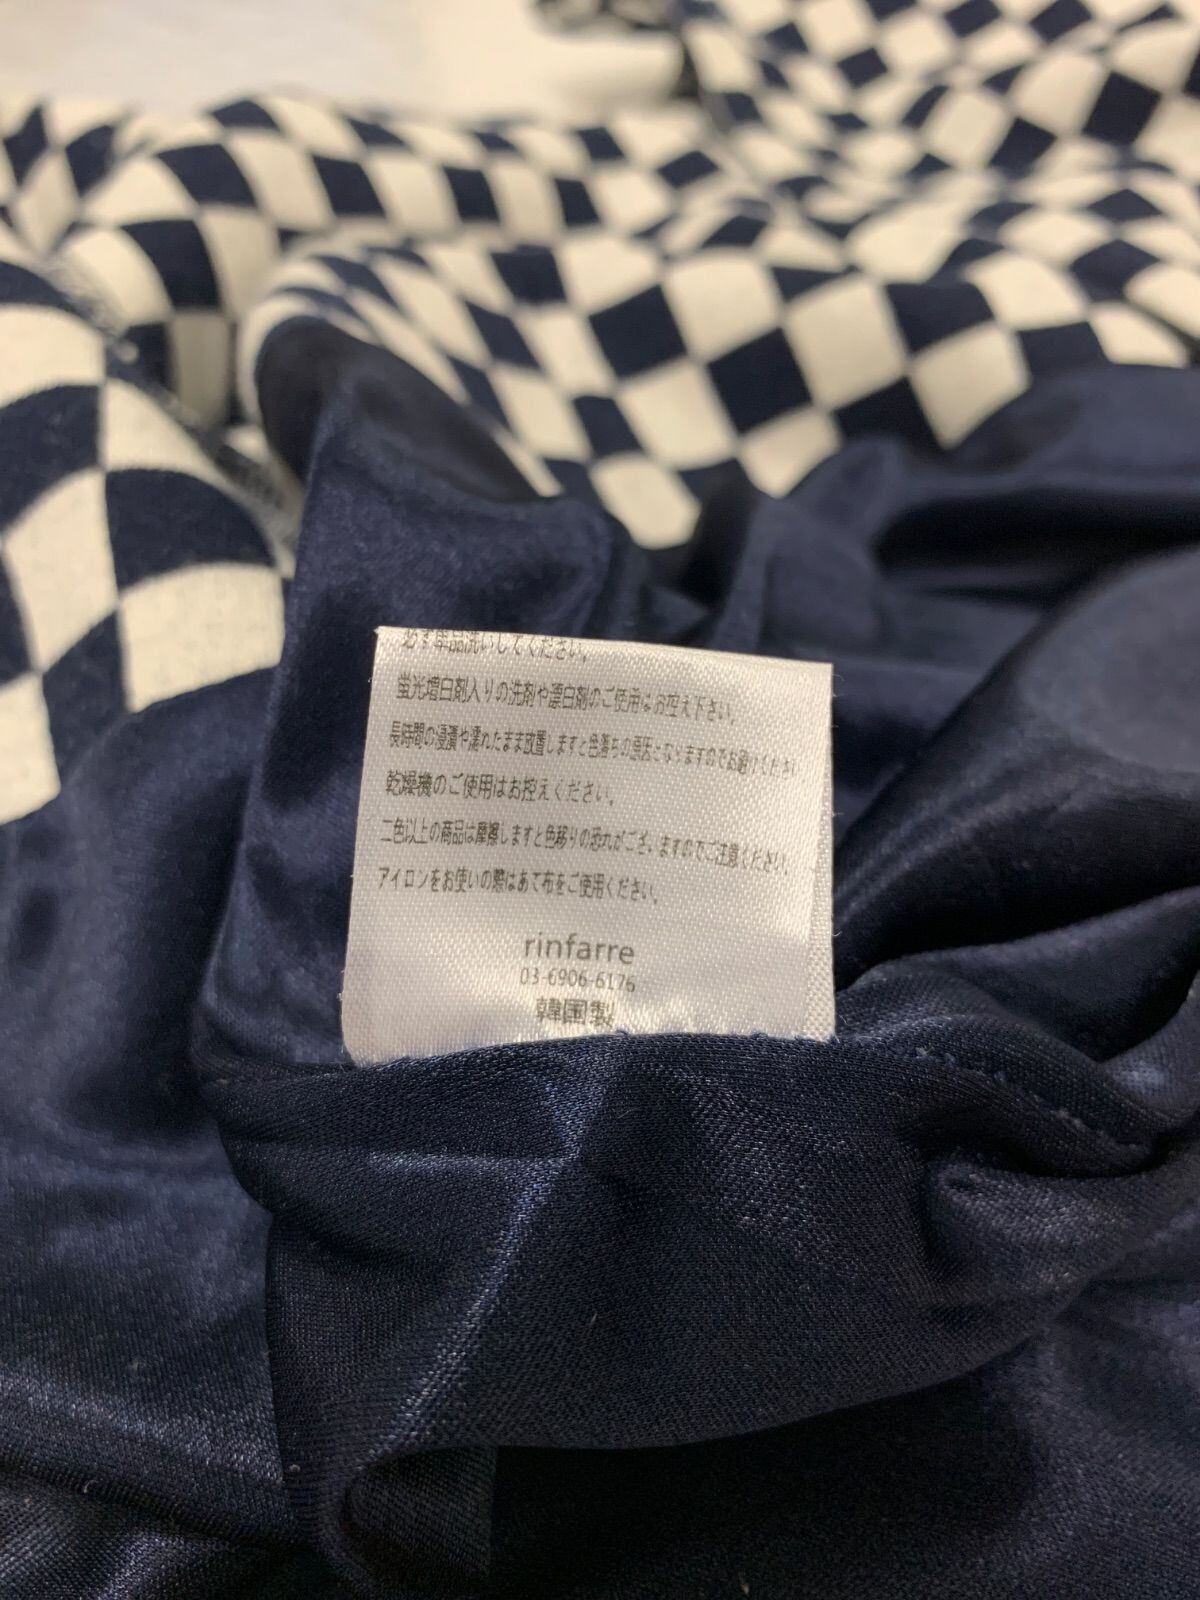 必ず単品洗いしてください。
蛍光増白剤入りの洗剤や漂白剤のご使用はお控え下さい。
長時間の浸漬や濡れたまま放置しますと色落ちの原因となりますのでお避けください
乾燥機のご使用はお控えください。
二色以上の商品は摩擦しますと色移りの恐れがござ,ますのでご注意ください。
アイロンをお使いの際はあて布をご使用ください。
rinfarre
03-6906-6176
韓国製